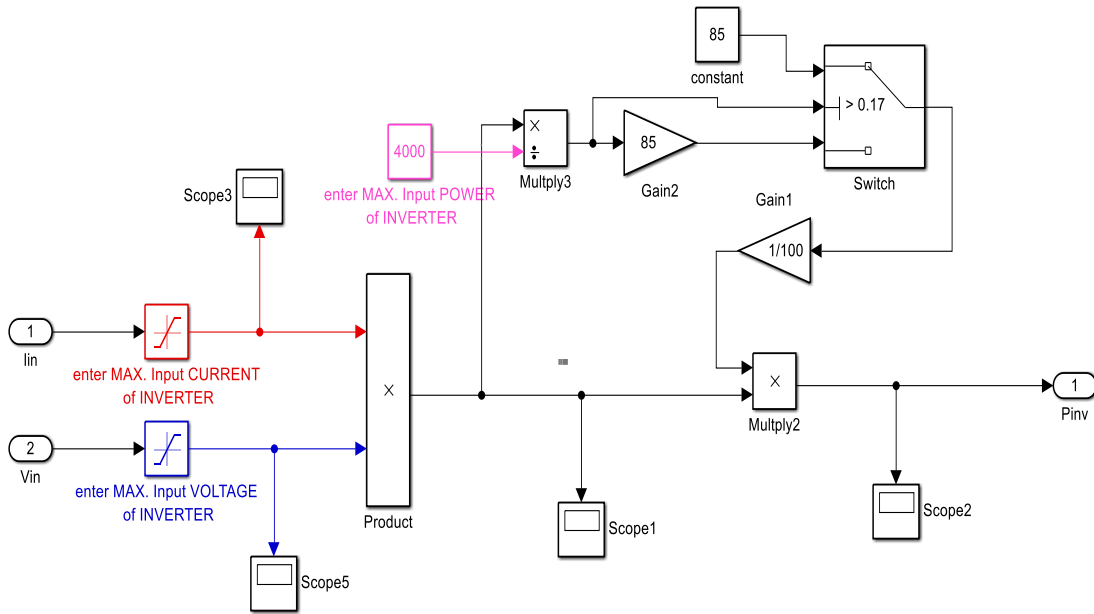 85
constant
> 0.17
Switch
4000
enter MAX. Input POWER
of INVERTER
X
÷
Multply3
85
Gain2
Gain1
1/100
Scope3
1
Iin
enter MAX. Input CURRENT
of INVERTER
2
Vin
enter MAX. Input VOLTAGE
of INVERTER
X
Product
Scope5
Scope1
X
Multply2
Scope2
1
Pinv